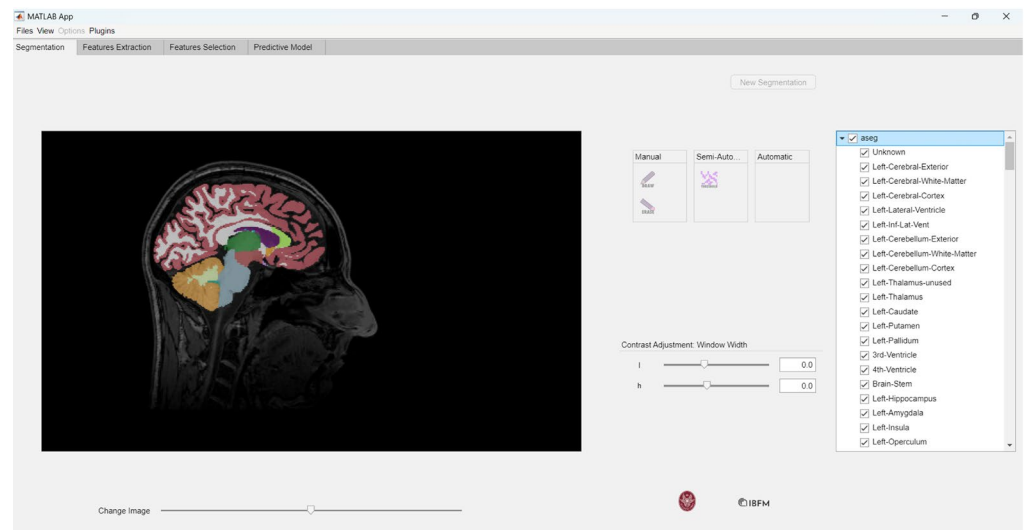 MATLAB App
Files View Options Plugins
Segmentation Features Extraction Features Selection Predictive Model
New Segmentation
Manual
Semi-Auto...
Automatic
aseg
Unknown
Left-Cerebral-Exterior
Left-Cerebral-White-Matter
Left-Cerebral-Cortex
Left-Lateral-Ventricle
Left-Inf-Lat-Vent
Left-Cerebellum-Exterior
Left-Cerebellum-White-Matter
Left-Cerebellum-Cortex
Left-Thalamus-unused
Left-Thalamus
Left-Caudate
Left-Putamen
Left-Pallidum
3rd-Ventricle
4th-Ventricle
Brain-Stem
Left-Hippocampus
Left-Amygdala
Left-Insula
Left-Operculum
Contrast Adjustment: Window Width
l 0.0
h 0.0
Change Image
IBFM